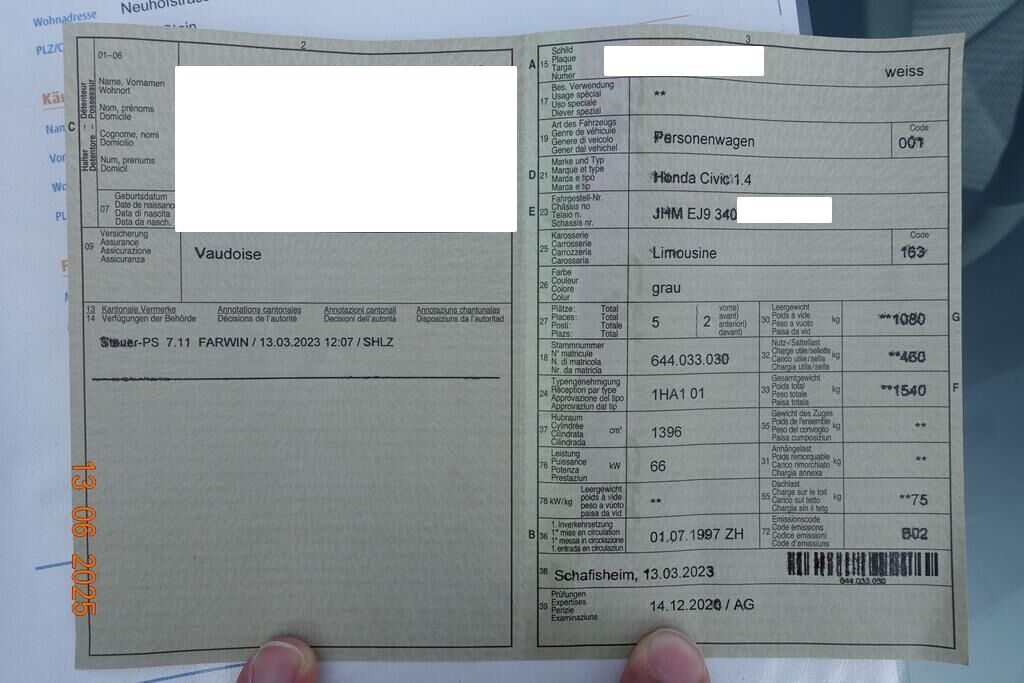 Wohnadresse
Neuhofstras
PLZ/O
Stein
Kä
Nam
Vor
Wo
2
01–06
C
Halter – Détenteur
Detentore – Possessur
Name, Vornamen
Wohnort
Nom, prénoms
Domicile
Cognome, nomi
Domicilio
Num, prenums
Domicil
07
Geburtsdatum
Date de naissanc
Data di nascita
Data da nasch.
09
Versicherung
Assurance
Assicurazione
Assicuranza
Vaudoise
13 Kantonale Vermerke Annotations cantonales Annotazioni cantonali Annotaziuns chantunalas
14 Verfügungen der Behörde Décisions de l'autorité Decisioni dell'autorità Disposiziuns da l'autoritad
Steuer-PS 7.11 FARWIN / 13.03.2023 12:07 / SHLZ
13 06 2025
3
A 15
Schild
Plaque
Targa
Numer
weiss
17
Bes. Verwendung
Usage spécial
Uso speciale
Diever spezial
**
19
Art des Fahrzeugs
Genre de véhicule
Genere di veicolo
Gener dal vehichel
Personenwagen
Code
001
D 21
Marke und Typ
Marque et type
Marca e tipo
Marca e tip
Honda Civic 1.4
E 23
Fahrgestell-Nr.
Châssis no
Telaio n.
Schassis nr.
JHM EJ9 340
25
Karosserie
Carrosserie
Carrozzeria
Carossaria
Limousine
Code
163
26
Farbe
Couleur
Colore
Colur
grau
27
Plätze: Total
Places: Total
Posti: Totale
Plazs: Total
5
( 2
vorne)
avant)
anteriori)
davant)
30
Leergewicht
Poids à vide
Peso a vuoto
Paisa da vid
kg
**1080
G
18
Stammnummer
N° matricule
N. di matricola
Nr. da matricla
644.033.030
32
Nutz-/Sattellast
Charge utile/sellette
Carico utile/sella
Chargia utila/sella
kg
**460
24
Typengenehmigung
Réception par type
Approvazione del tipo
Approvaziun dal tip
1HA1 01
33
Gesamtgewicht
Poids total
Peso totale
Paisa totala
kg
**1540
F
37
Hubraum
Cylindrée
Cilindrata
Cilindrada
cm³
1396
35
Gewicht des Zuges
Poids de l'ensemble
Peso del convoglio
Paisa cumposiziun
kg
**
76
Leistung
Puissance
Potenza
Prestaziun
kW
66
31
Anhängelast
Poids remorquable
Carico rimorchiato
Chargia annexa
kg
**
78 kW/kg
Leergewicht
poids à vide
peso a vuoto
paisa da vid
**
55
Dachlast
Charge sur le toit
Carico sul tetto
Chargia sin il tetg
kg
**75
B 36
1. Inverkehrsetzung
1re mise en circulation
1a messa in circolazione
1. entrada en circulaziun
01.07.1997 ZH
72
Emissionscode
Code émissions
Codice emissioni
Code d'emissiuns
B02
38
Schafisheim, 13.03.2023
644.033.030
39
Prüfungen
Expertises
Perizie
Examinaziuns
14.12.2020 / AG